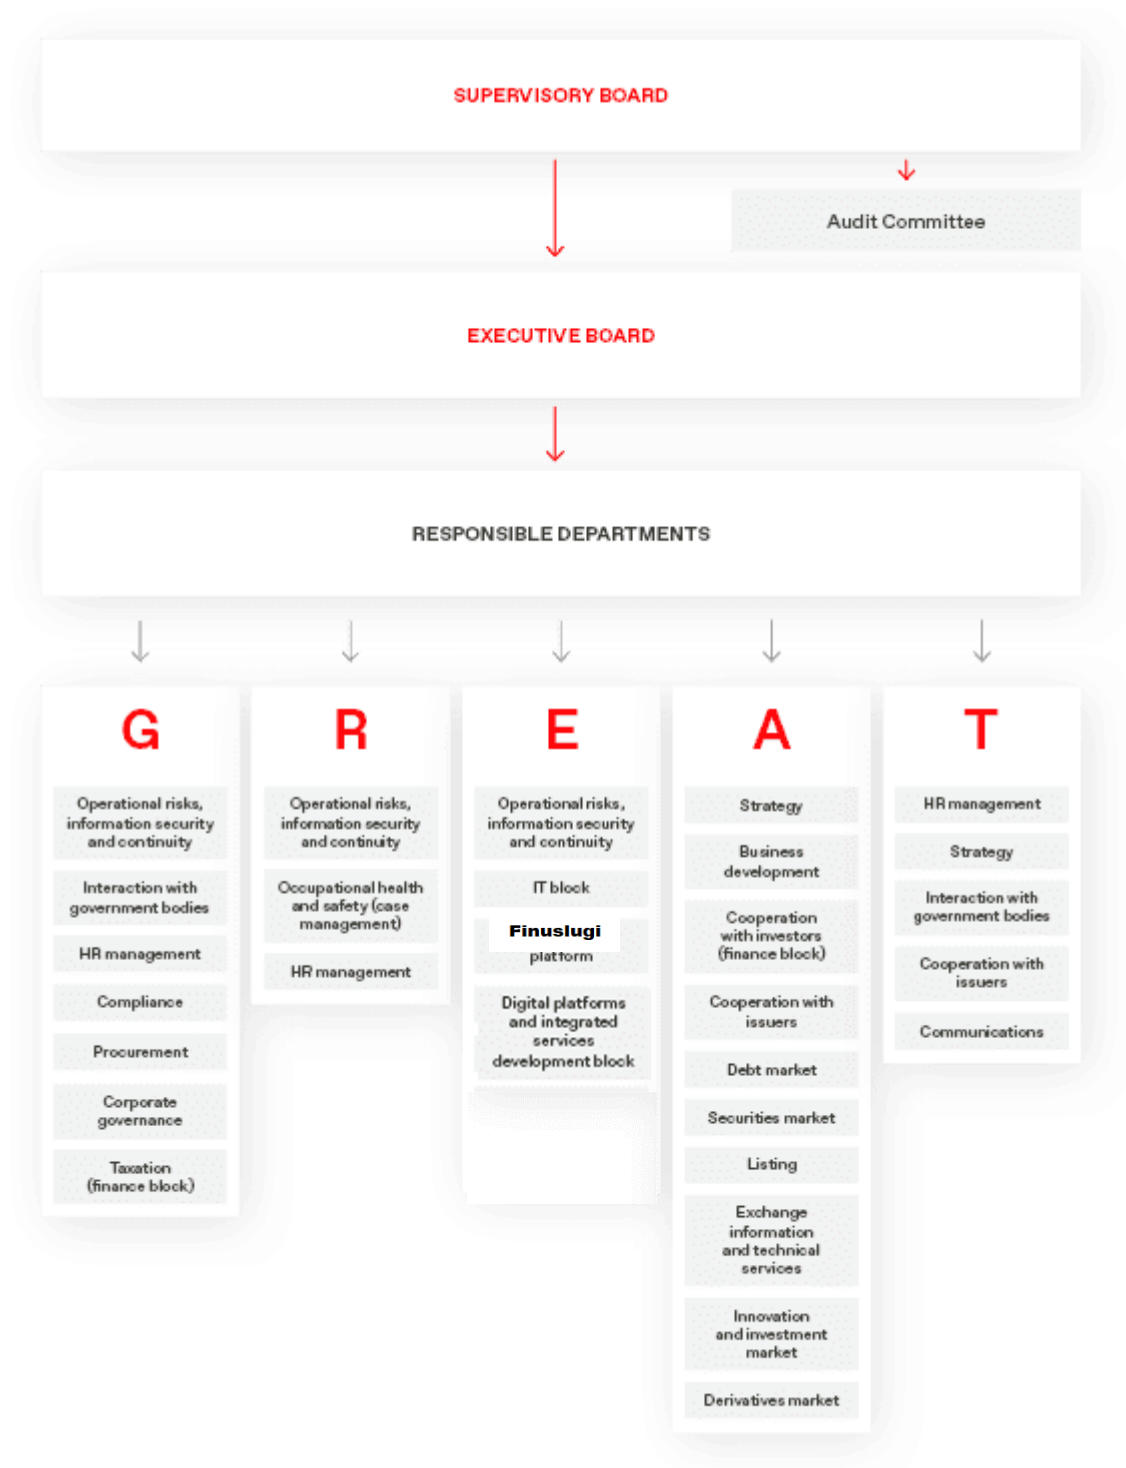 SUPERVISORY BOARD
Audit Committee
EXECUTIVE BOARD
RESPONSIBLE DEPARTMENTS
G
Operational risks,
information security
and continuity
Interaction with
government bodies
HR management
Compliance
Procurement
Corporate
governance
Taxation
(finance block)
R
Operational risks,
information security
and continuity
Occupational health
and safety (case
management)
HR management
E
Operational risks,
information security
and continuity
IT block
Finuslugi
platform
Digital platforms
and integrated
services
development block
A
Strategy
Business
development
Cooperation
with investors
(finance block)
Cooperation with
issuers
Debt market
Securities market
Listing
Exchange
information
and technical
services
Innovation
and investment
market
Derivatives market
T
HR management
Strategy
Interaction with
government bodies
Cooperation with
issuers
Communications